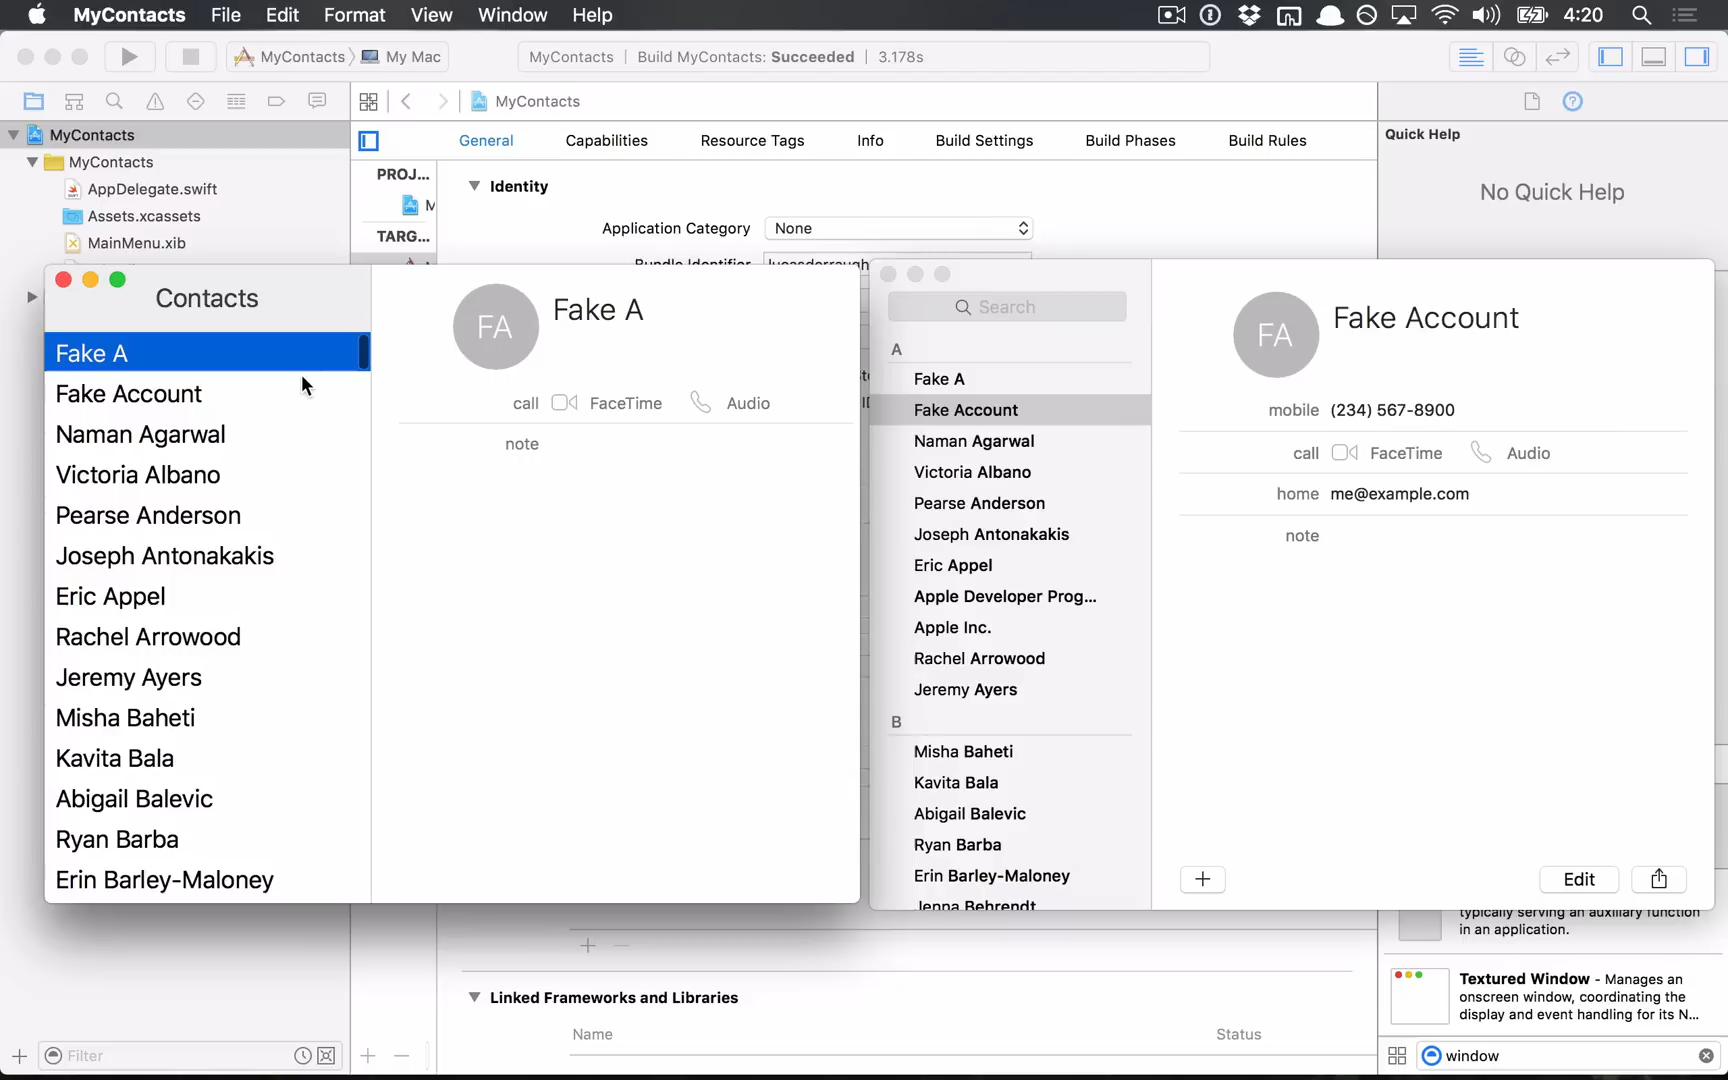 MyContacts File Edit Format View Window Help 4:20
MyContacts My Mac MyContacts | Build MyContacts: Succeeded | 3.178s
MyContacts
MyContacts
MyContacts
AppDelegate.swift
Assets.xcassets
MainMenu.xib
General Capabilities Resource Tags Info Build Settings Build Phases Build Rules
PROJ...
M
TARG...
Identity
Application Category None
Bundle Identifier
Quick Help
No Quick Help
Contacts
Fake A
Fake Account
Naman Agarwal
Victoria Albano
Pearse Anderson
Joseph Antonakakis
Eric Appel
Rachel Arrowood
Jeremy Ayers
Misha Baheti
Kavita Bala
Abigail Balevic
Ryan Barba
Erin Barley-Maloney
FA Fake A
call FaceTime Audio
note
Search
A
Fake A
Fake Account
Naman Agarwal
Victoria Albano
Pearse Anderson
Joseph Antonakakis
Eric Appel
Apple Developer Prog...
Apple Inc.
Rachel Arrowood
Jeremy Ayers
B
Misha Baheti
Kavita Bala
Abigail Balevic
Ryan Barba
Erin Barley-Maloney
Jenna Behrendt
FA Fake Account
mobile (234) 567-8900
call FaceTime Audio
home me@example.com
note
+ Edit
typically serving an auxiliary function
in an application.
Textured Window - Manages an
onscreen window, coordinating the
display and event handling for its N...
Linked Frameworks and Libraries
Name Status
Filter
window